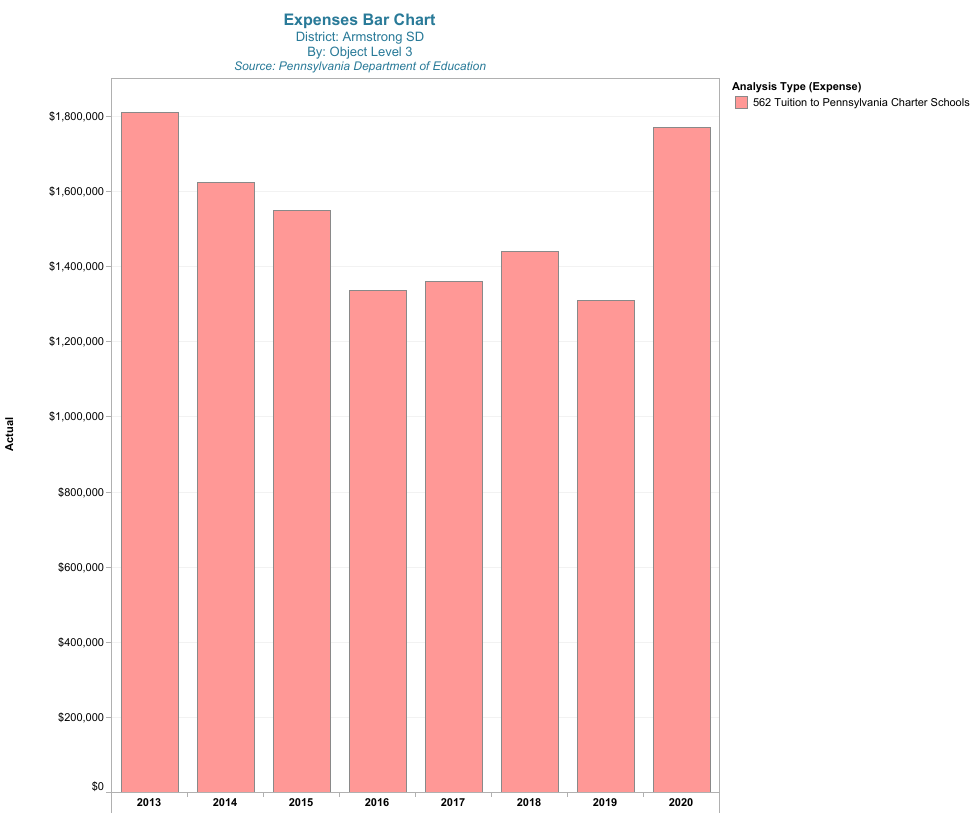 Expenses Bar Chart
District: Armstrong SD
By: Object Level 3
Source: Pennsylvania Department of Education
Analysis Type (Expense)
562 Tuition to Pennsylvania Charter Schools
$1,800,000
$1,600,000
$1,400,000
$1,200,000
$1,000,000
Actual
$800,000
$600,000
$400,000
$200,000
$0
2013 2014 2015 2016 2017 2018 2019 2020